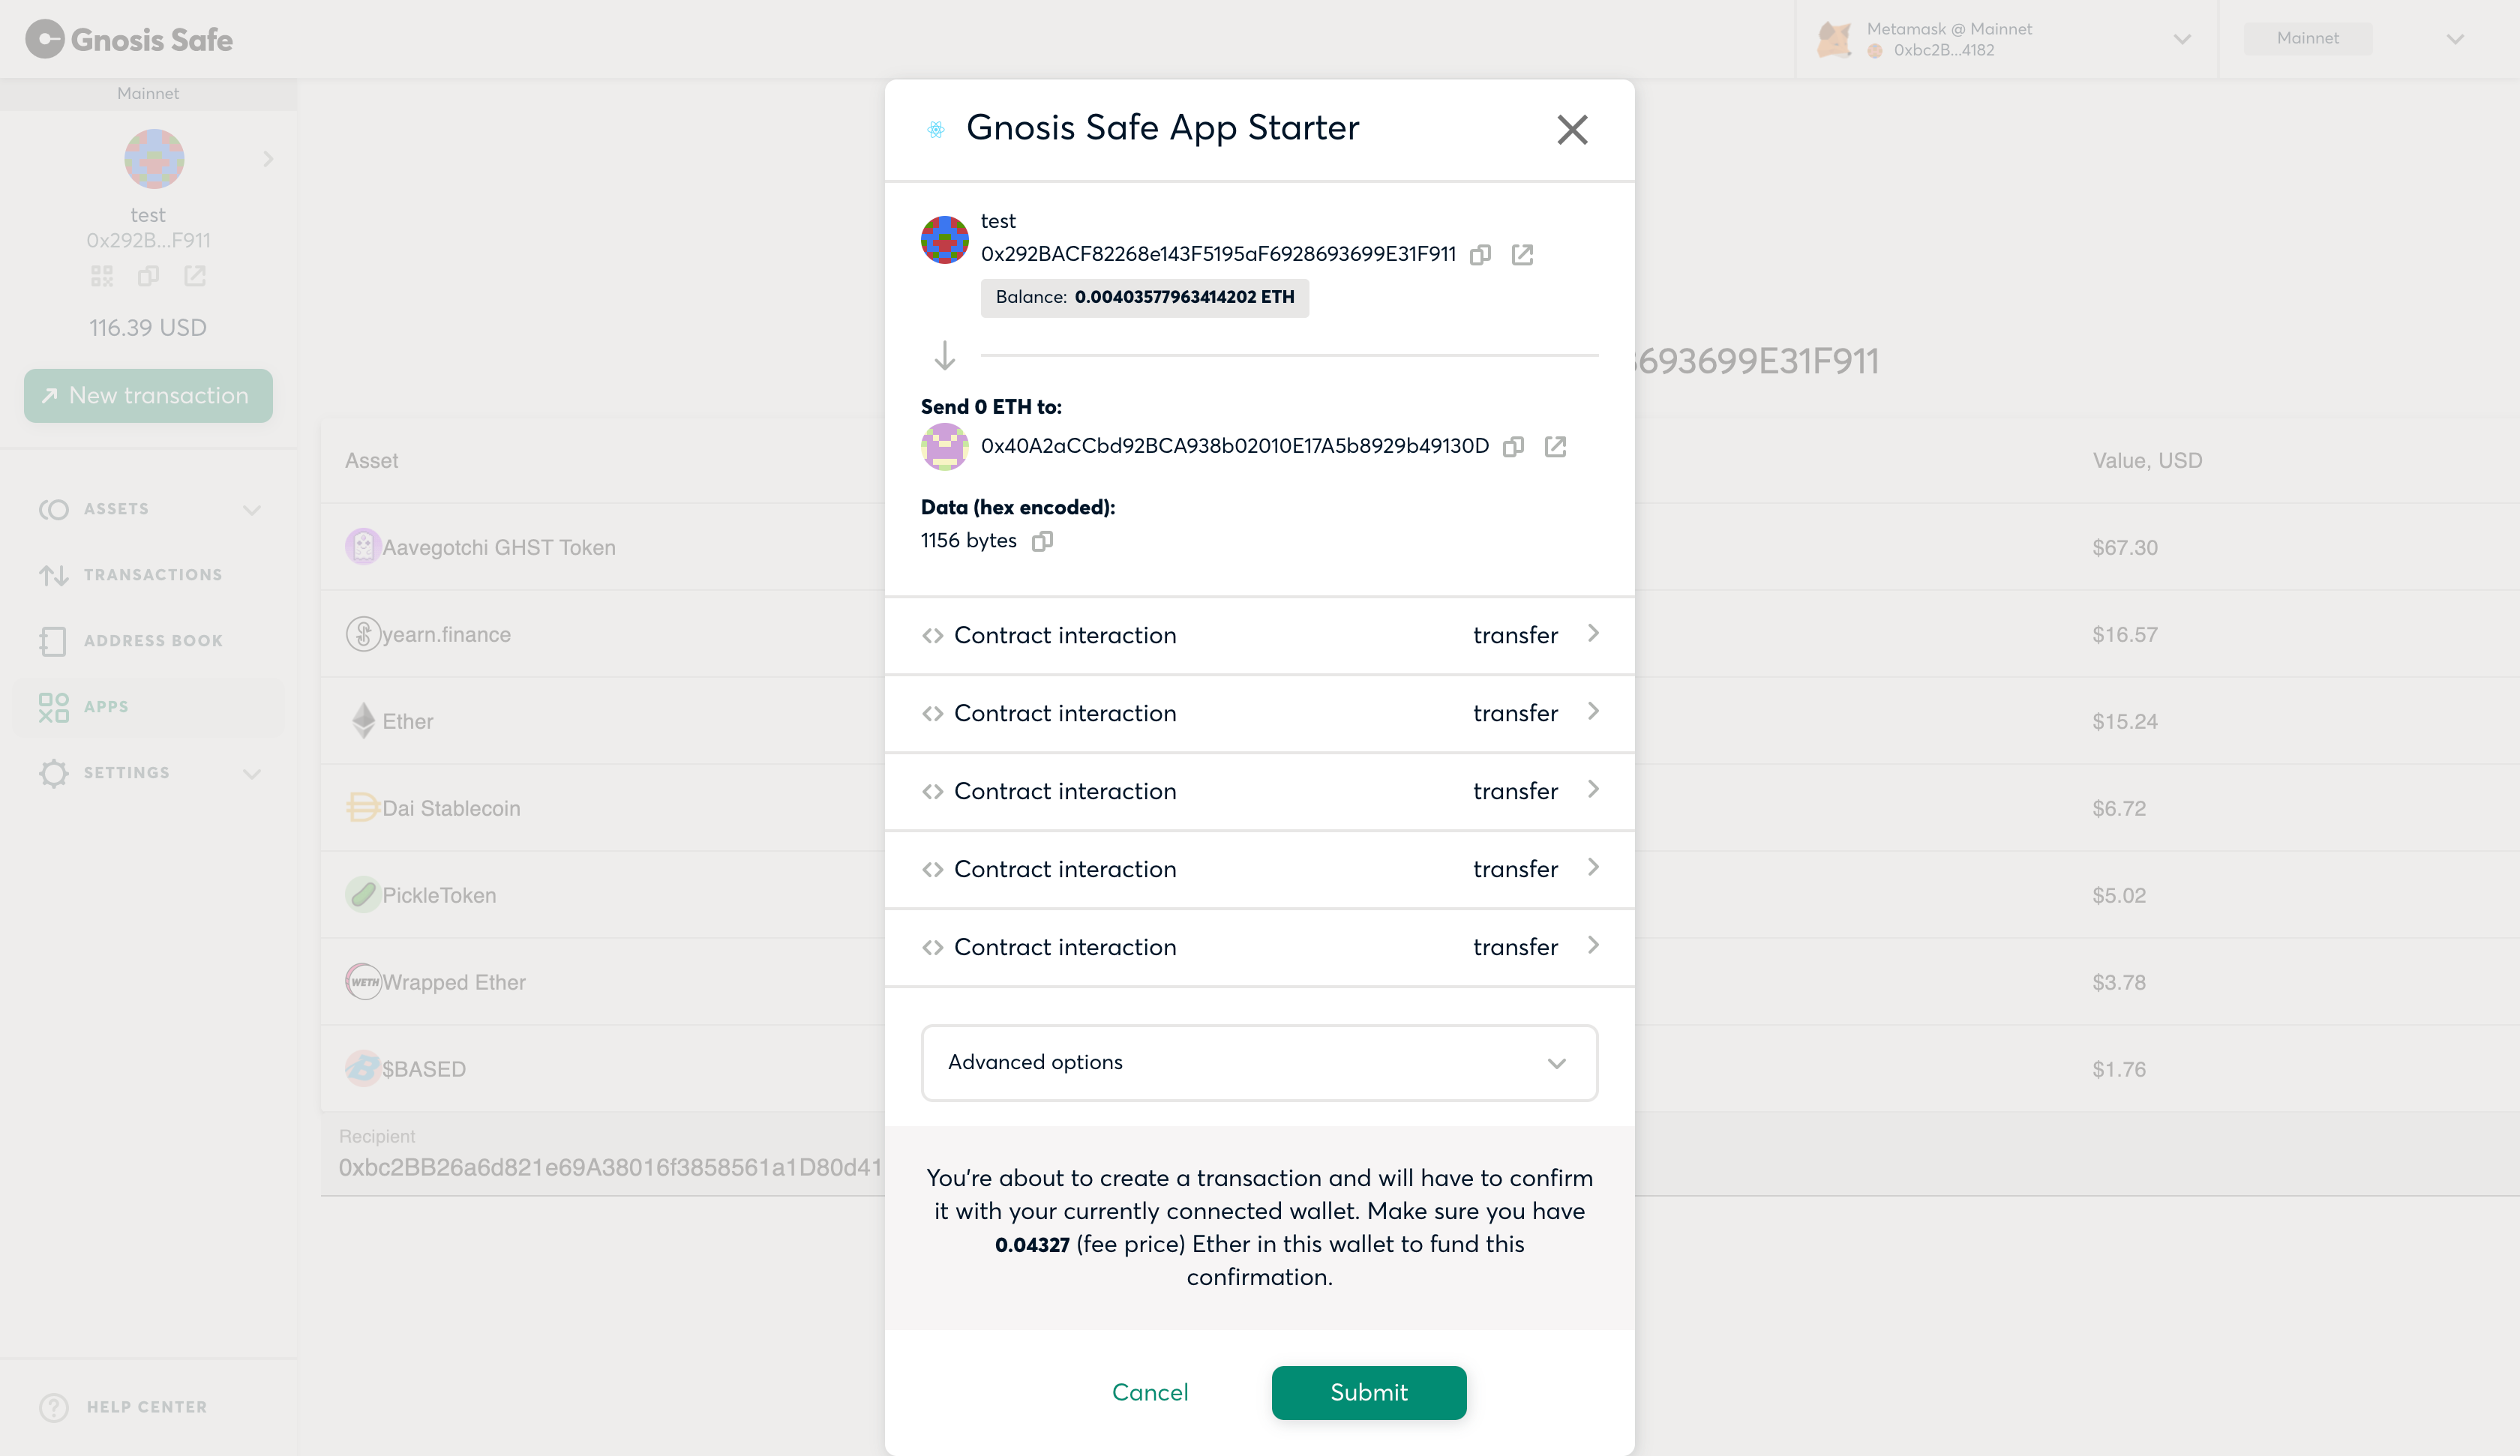 Gnosis Safe
Metamask @ Mainnet
0xbc2B...4182
Mainnet
Mainnet
test
0x292B...F911
116.39 USD
New transaction
ASSETS
TRANSACTIONS
ADDRESS BOOK
APPS
SETTINGS
HELP CENTER
693699E31F911
Asset
Value, USD
Aavegotchi GHST Token
$67.30
yearn.finance
$16.57
Ether
$15.24
Dai Stablecoin
$6.72
PickleToken
$5.02
WETH
Wrapped Ether
$3.78
$BASED
$1.76
Recipient
0xbc2BB26a6d821e69A38016f3858561a1D80d41
Gnosis Safe App Starter
test
0x292BACF82268e143F5195aF6928693699E31F911
Balance: 0.00403577963414202 ETH
Send 0 ETH to:
0x40A2aCCbd92BCA938b02010E17A5b8929b49130D
Data (hex encoded):
1156 bytes
Contract interaction transfer
Contract interaction transfer
Contract interaction transfer
Contract interaction transfer
Contract interaction transfer
Advanced options
You're about to create a transaction and will have to confirm
it with your currently connected wallet. Make sure you have
0.04327 (fee price) Ether in this wallet to fund this
confirmation.
Cancel
Submit